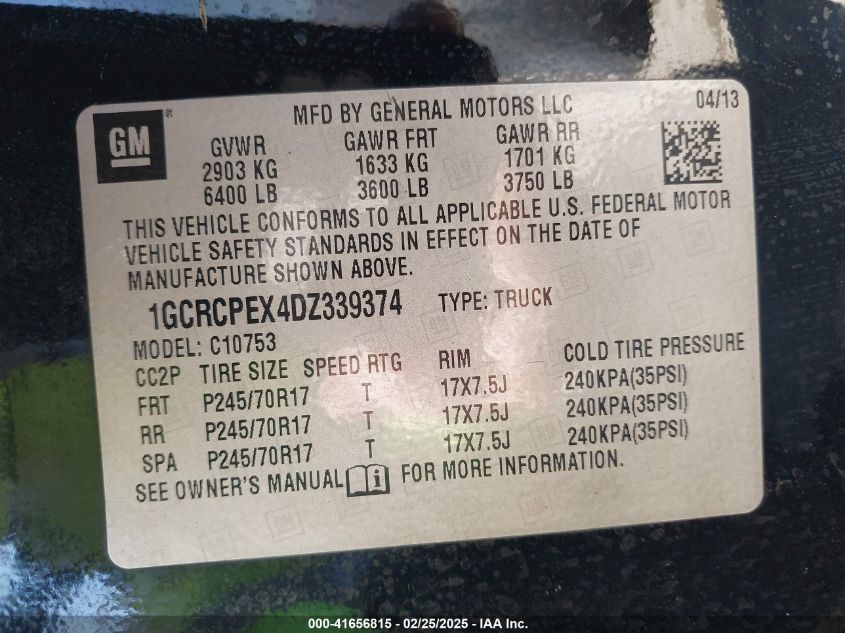 GM ®
MFD BY GENERAL MOTORS LLC 04/13
GVWR GAWR FRT GAWR RR
2903 KG 1633 KG 1701 KG
6400 LB 3600 LB 3750 LB
THIS VEHICLE CONFORMS TO ALL APPLICABLE U.S. FEDERAL MOTOR
VEHICLE SAFETY STANDARDS IN EFFECT ON THE DATE OF
MANUFACTURE SHOWN ABOVE.
1GCRCPEX4DZ339374 TYPE: TRUCK
MODEL: C10753
CC2P TIRE SIZE SPEED RTG RIM COLD TIRE PRESSURE
FRT P245/70R17 T 17X7.5J 240KPA(35PSI)
RR P245/70R17 T 17X7.5J 240KPA(35PSI)
SPA P245/70R17 T 17X7.5J 240KPA(35PSI)
SEE OWNER'S MANUAL i FOR MORE INFORMATION.
000-41656815 - 02/25/2025 - IAA Inc.